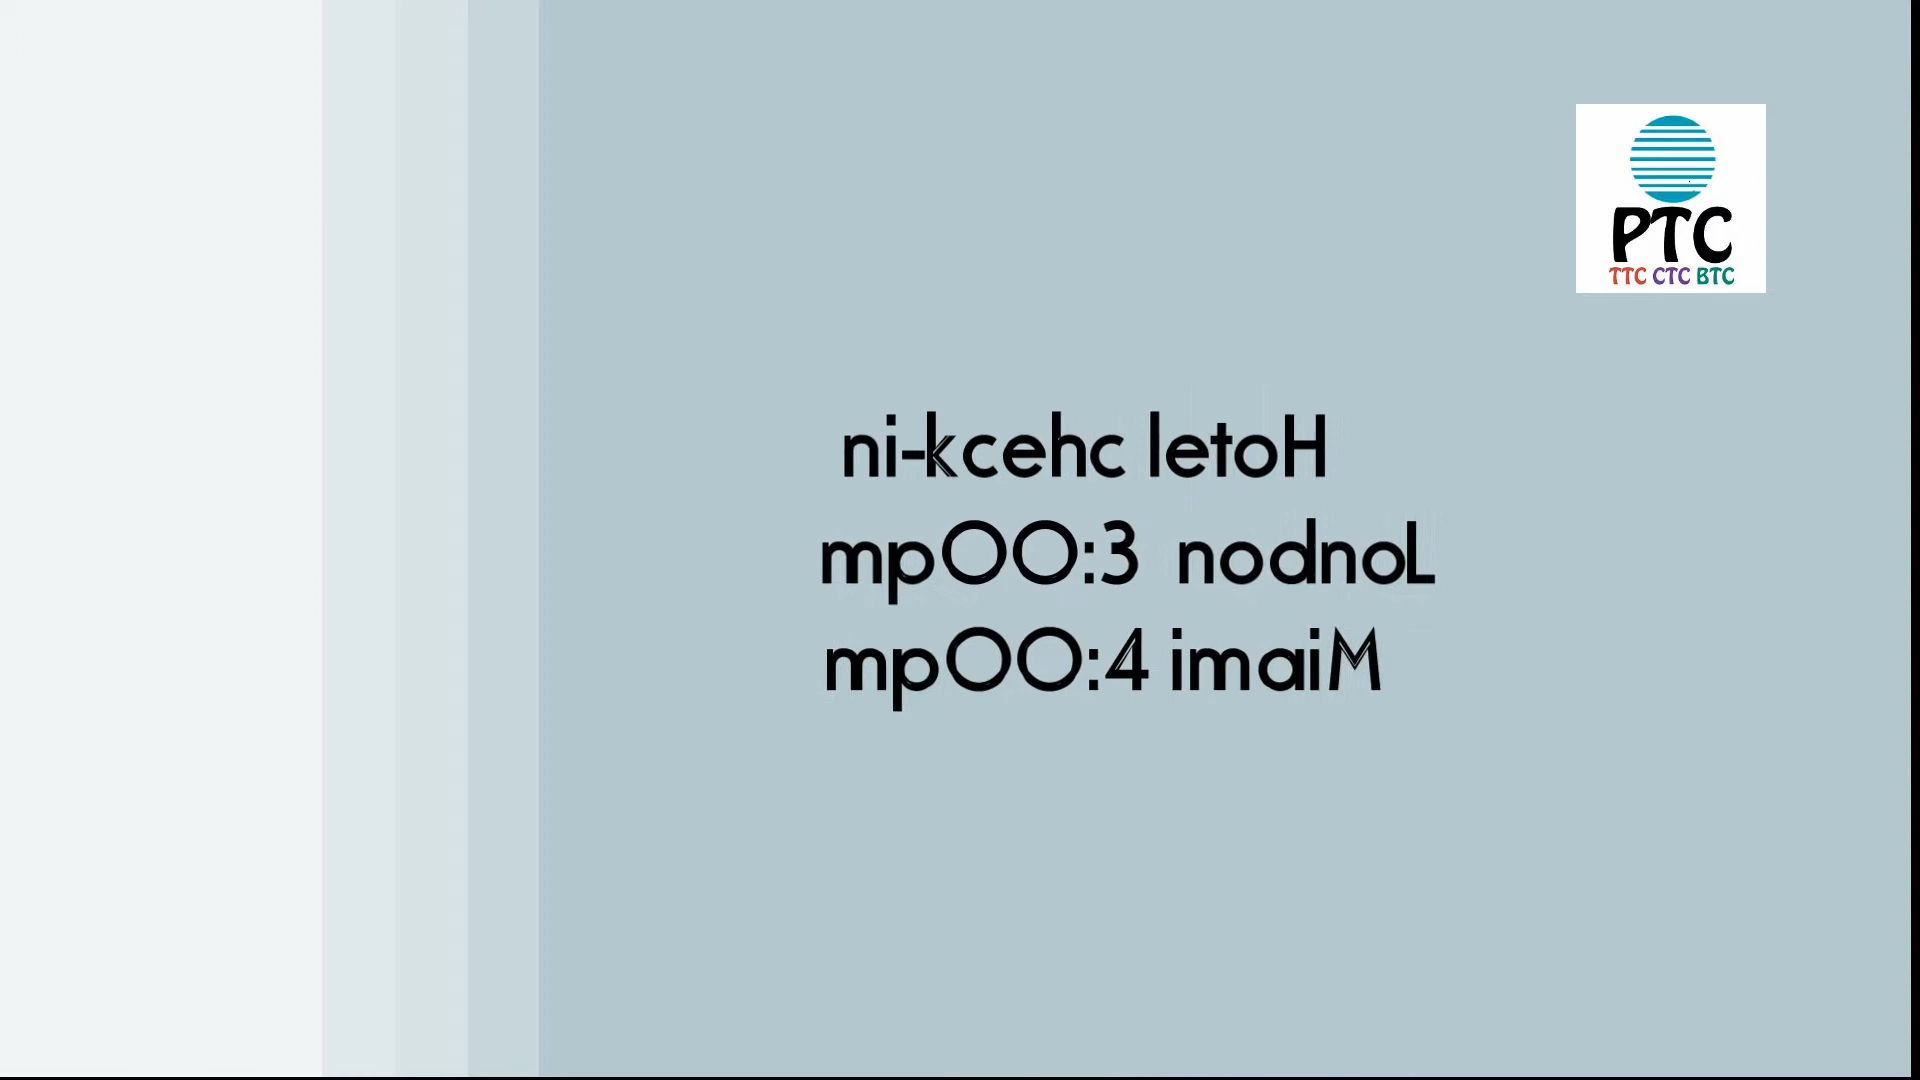 PTC
TTC CTC BTC
ni-kcehc letoH
mp00:3 nodnoL
mp00:4 imaiM